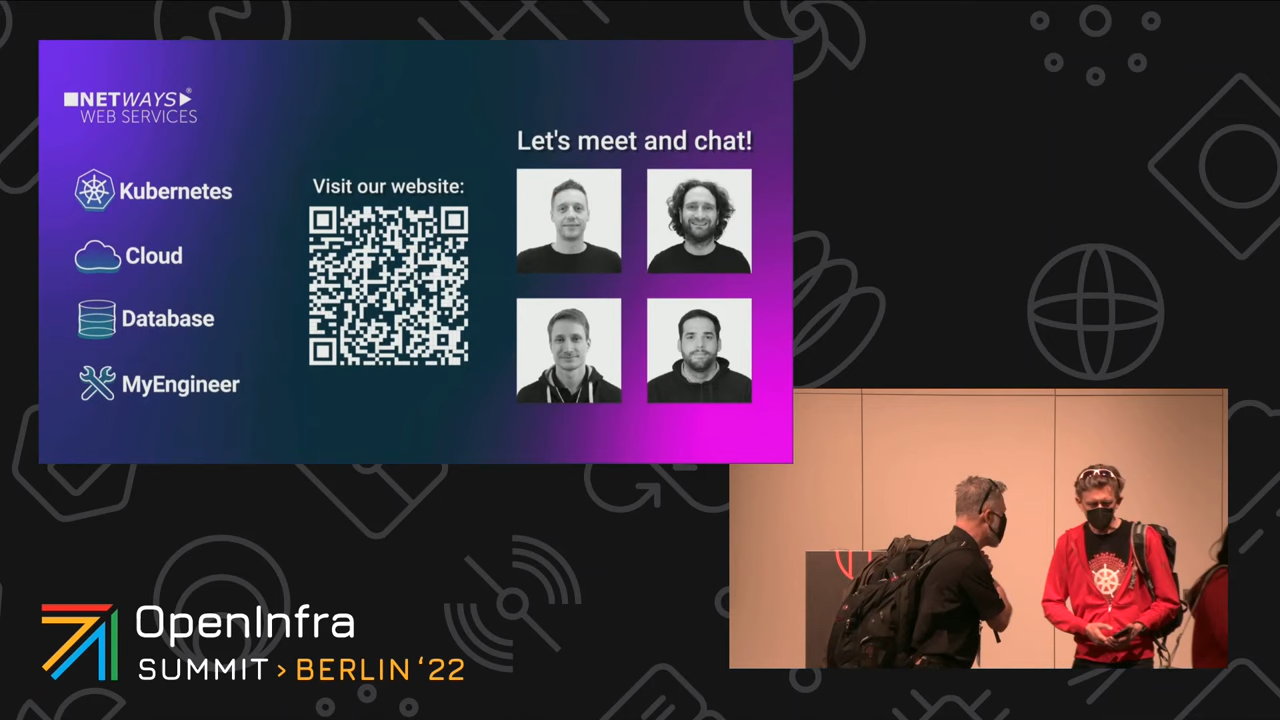 NETWAYS®
WEB SERVICES
Kubernetes
Cloud
Database
MyEngineer
Visit our website:
Let's meet and chat!
OpenInfra
SUMMIT > BERLIN ‘22